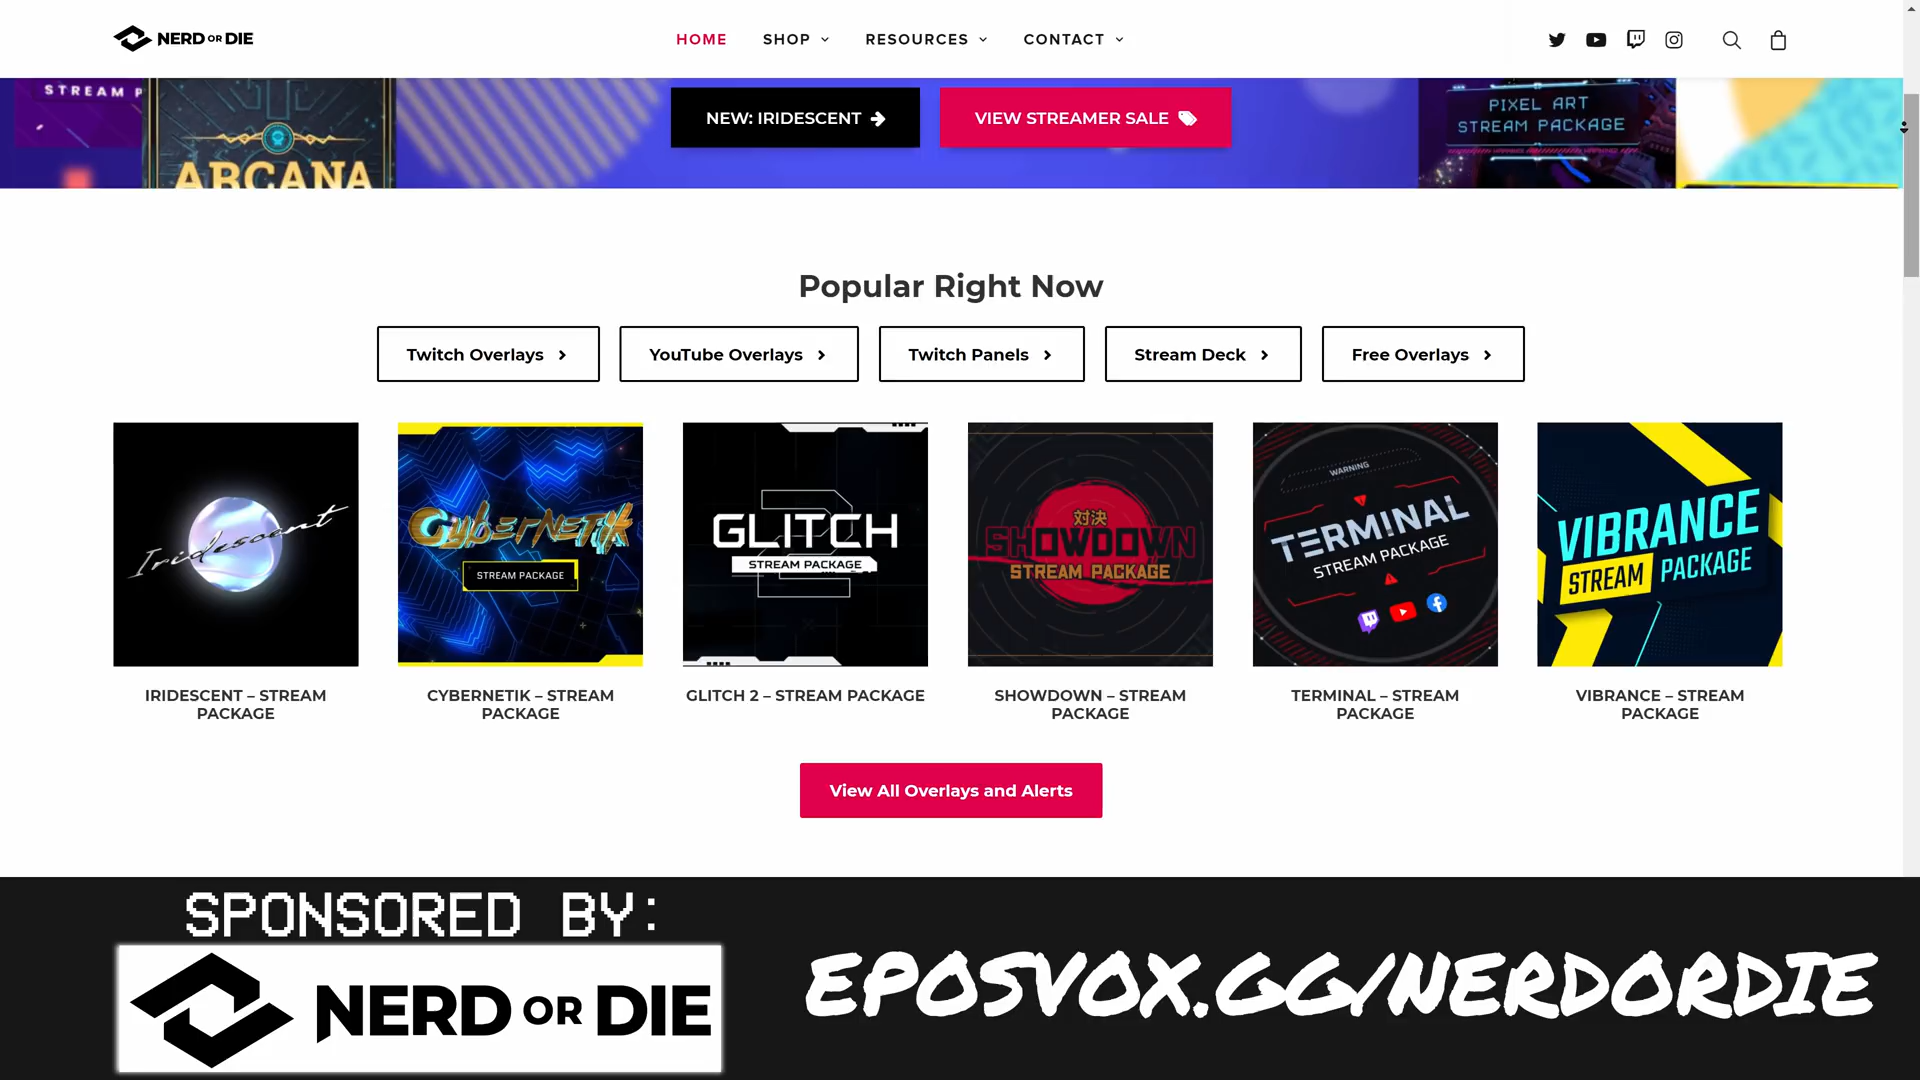 NERD OR DIE
HOME
SHOP
RESOURCES
CONTACT
STREAM P
ARCANA
NEW: IRIDESCENT
VIEW STREAMER SALE
PIXEL ART
STREAM PACKAGE
Popular Right Now
Twitch Overlays
YouTube Overlays
Twitch Panels
Stream Deck
Free Overlays
Iridescent
CYBERNETIK
STREAM PACKAGE
GLITCH
STREAM PACKAGE
2
対決
SHOWDOWN
STREAM PACKAGE
WARNING
TERMINAL
STREAM PACKAGE
VIBRANCE
STREAM PACKAGE
IRIDESCENT – STREAM
PACKAGE
CYBERNETIK – STREAM
PACKAGE
GLITCH 2 – STREAM PACKAGE
SHOWDOWN – STREAM
PACKAGE
TERMINAL – STREAM
PACKAGE
VIBRANCE – STREAM
PACKAGE
View All Overlays and Alerts
SPONSORED BY:
NERD OR DIE
EPOSVOX.GG/NERDORDIE